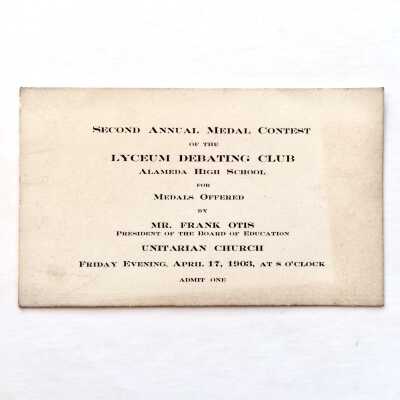 Second Annual Medal Contest
of the
LYCEUM DEBATING CLUB
Alameda High School
for
Medals Offered
by
MR. FRANK OTIS
President of the Board of Education
UNITARIAN CHURCH
Friday Evening, April 17, 1903, at 8 o'clock
ADMIT ONE